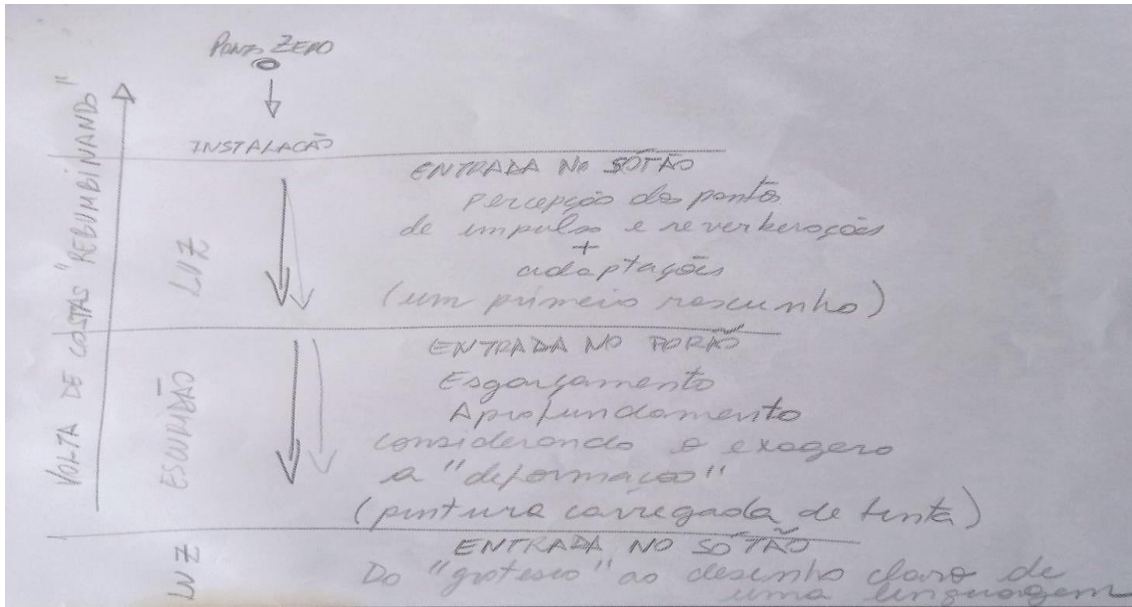 PONTO ZERO
INSTALAÇÃO
VOLTA DE COSTAS "REBUMBINANDO"
LUZ
ENTRADA NO SÓTÃO
Percepção dos pontos
de impulso e reverberações
+
adaptações
(um primeiro rascunho)
ESCURIDÃO
ENTRADA NO PORÃO
Esgarçamento
Aprofundamento
considerando o exagero
a "deformação"
(pintura carregada de tinta)
LUZ
ENTRADA NO SÓTÃO
Do "grotesco" ao desenho claro de
uma linguagem